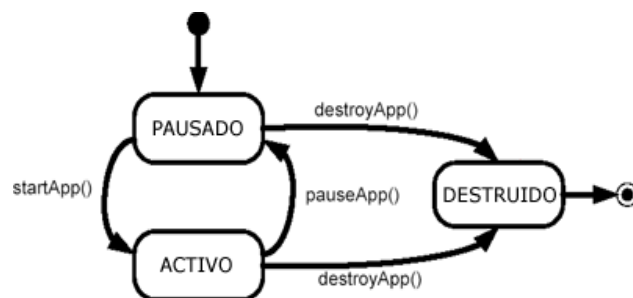 destroyApp()
PAUSADO
startApp()
pauseApp()
DESTRUIDO
ACTIVO
destroyApp()